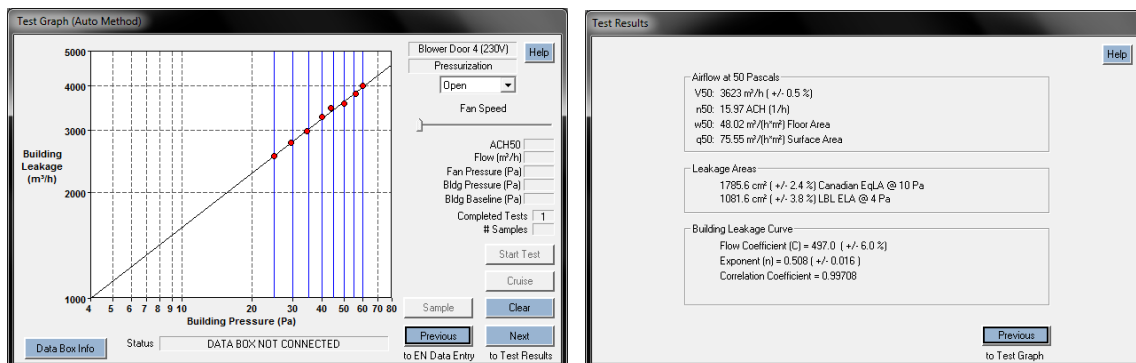 Test Graph (Auto Method)
5000
4000
3000
2000
1000
Building
Leakage
(m³/h)
4 5 6 7 8 9 10 20 30 40 50 60 70 80
Building Pressure (Pa)
Blower Door 4 (230V)
Help
Pressurization
Open
Fan Speed
ACH50
Flow (m³/h)
Fan Pressure (Pa)
Bldg Pressure (Pa)
Bldg Baseline (Pa)
Completed Tests 1
# Samples
Start Test
Cruise
Sample
Clear
Previous
Next
to EN Data Entry
to Test Results
Data Box Info
Status
DATA BOX NOT CONNECTED
Test Results
Help
Airflow at 50 Pascals
V50: 3623 m³/h ( +/- 0.5 %)
n50: 15.97 ACH (1/h)
w50: 48.02 m³/(h*m²) Floor Area
q50: 75.55 m³/(h*m²) Surface Area
Leakage Areas
1785.6 cm² ( +/- 2.4 %) Canadian EqLA @ 10 Pa
1081.6 cm² ( +/- 3.8 %) LBL ELA @ 4 Pa
Building Leakage Curve
Flow Coefficient (C) = 497.0 ( +/- 6.0 %)
Exponent (n) = 0.508 ( +/- 0.016 )
Correlation Coefficient = 0.99708
Previous
to Test Graph